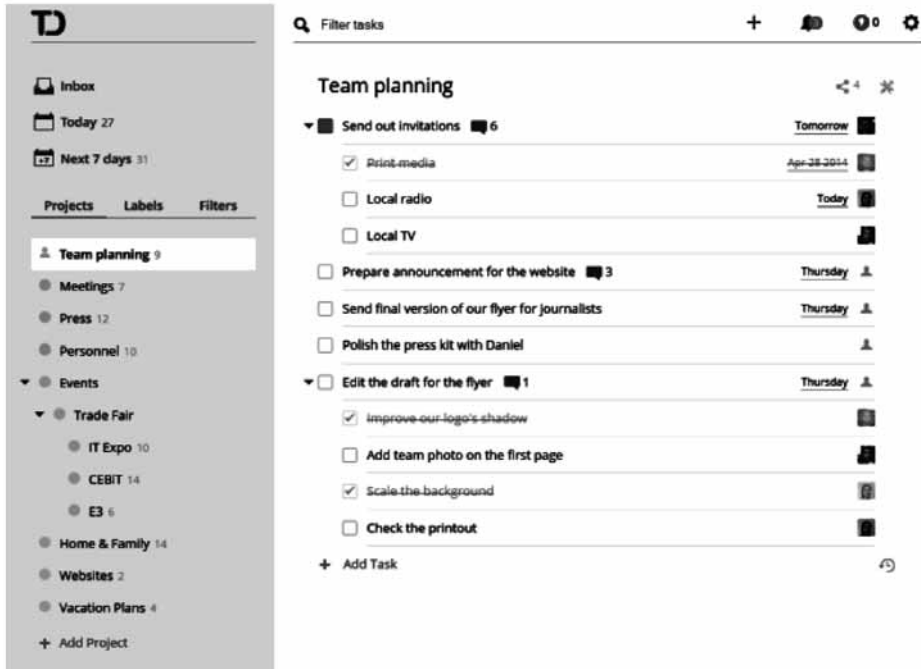 TD
Filter tasks
0
Inbox
Today 27
+7 Next 7 days 31
Projects Labels Filters
Team planning 9
Meetings 7
Press 12
Personnel 10
Events
Trade Fair
IT Expo 10
CEBIT 14
E3 6
Home & Family 14
Websites 2
Vacation Plans 4
+ Add Project
Team planning 4
Send out invitations 6 Tomorrow
Print media Apr 28 2014
Local radio Today
Local TV
Prepare announcement for the website 3 Thursday
Send final version of our flyer for journalists Thursday
Polish the press kit with Daniel
Edit the draft for the flyer 1 Thursday
Improve our logo's shadow
Add team photo on the first page
Scale the background
Check the printout
+ Add Task